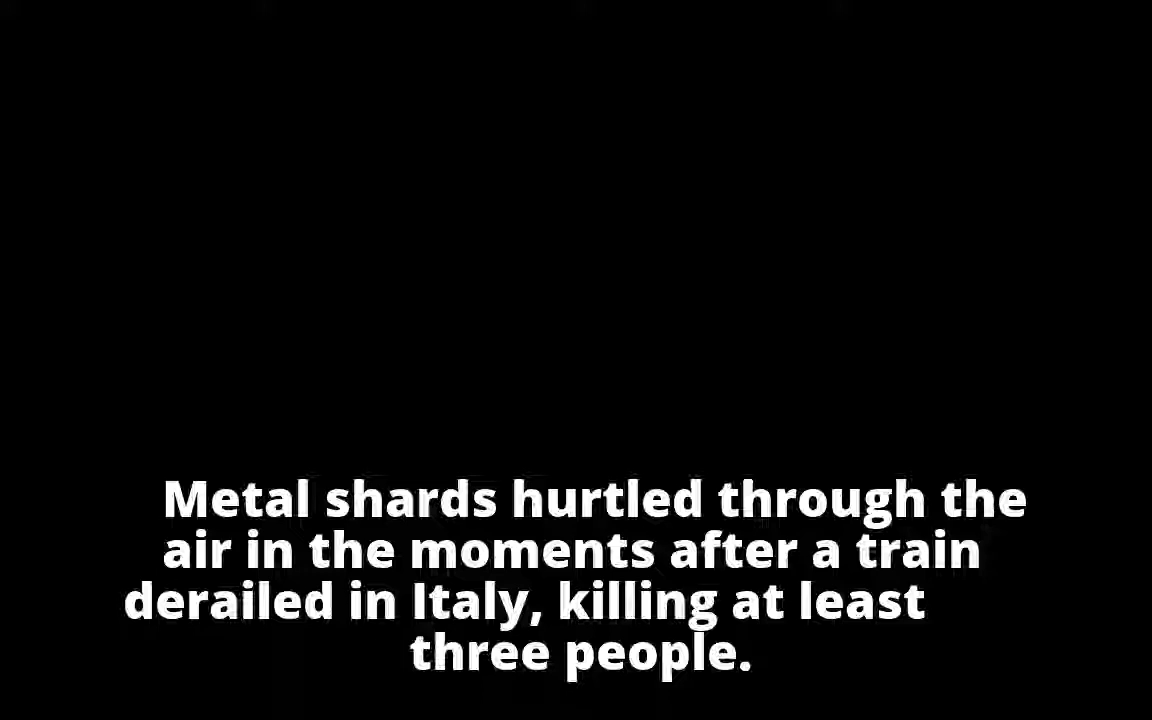 Metal shards hurtled through the
air in the moments after a train
derailed in Italy, killing at least
three people.